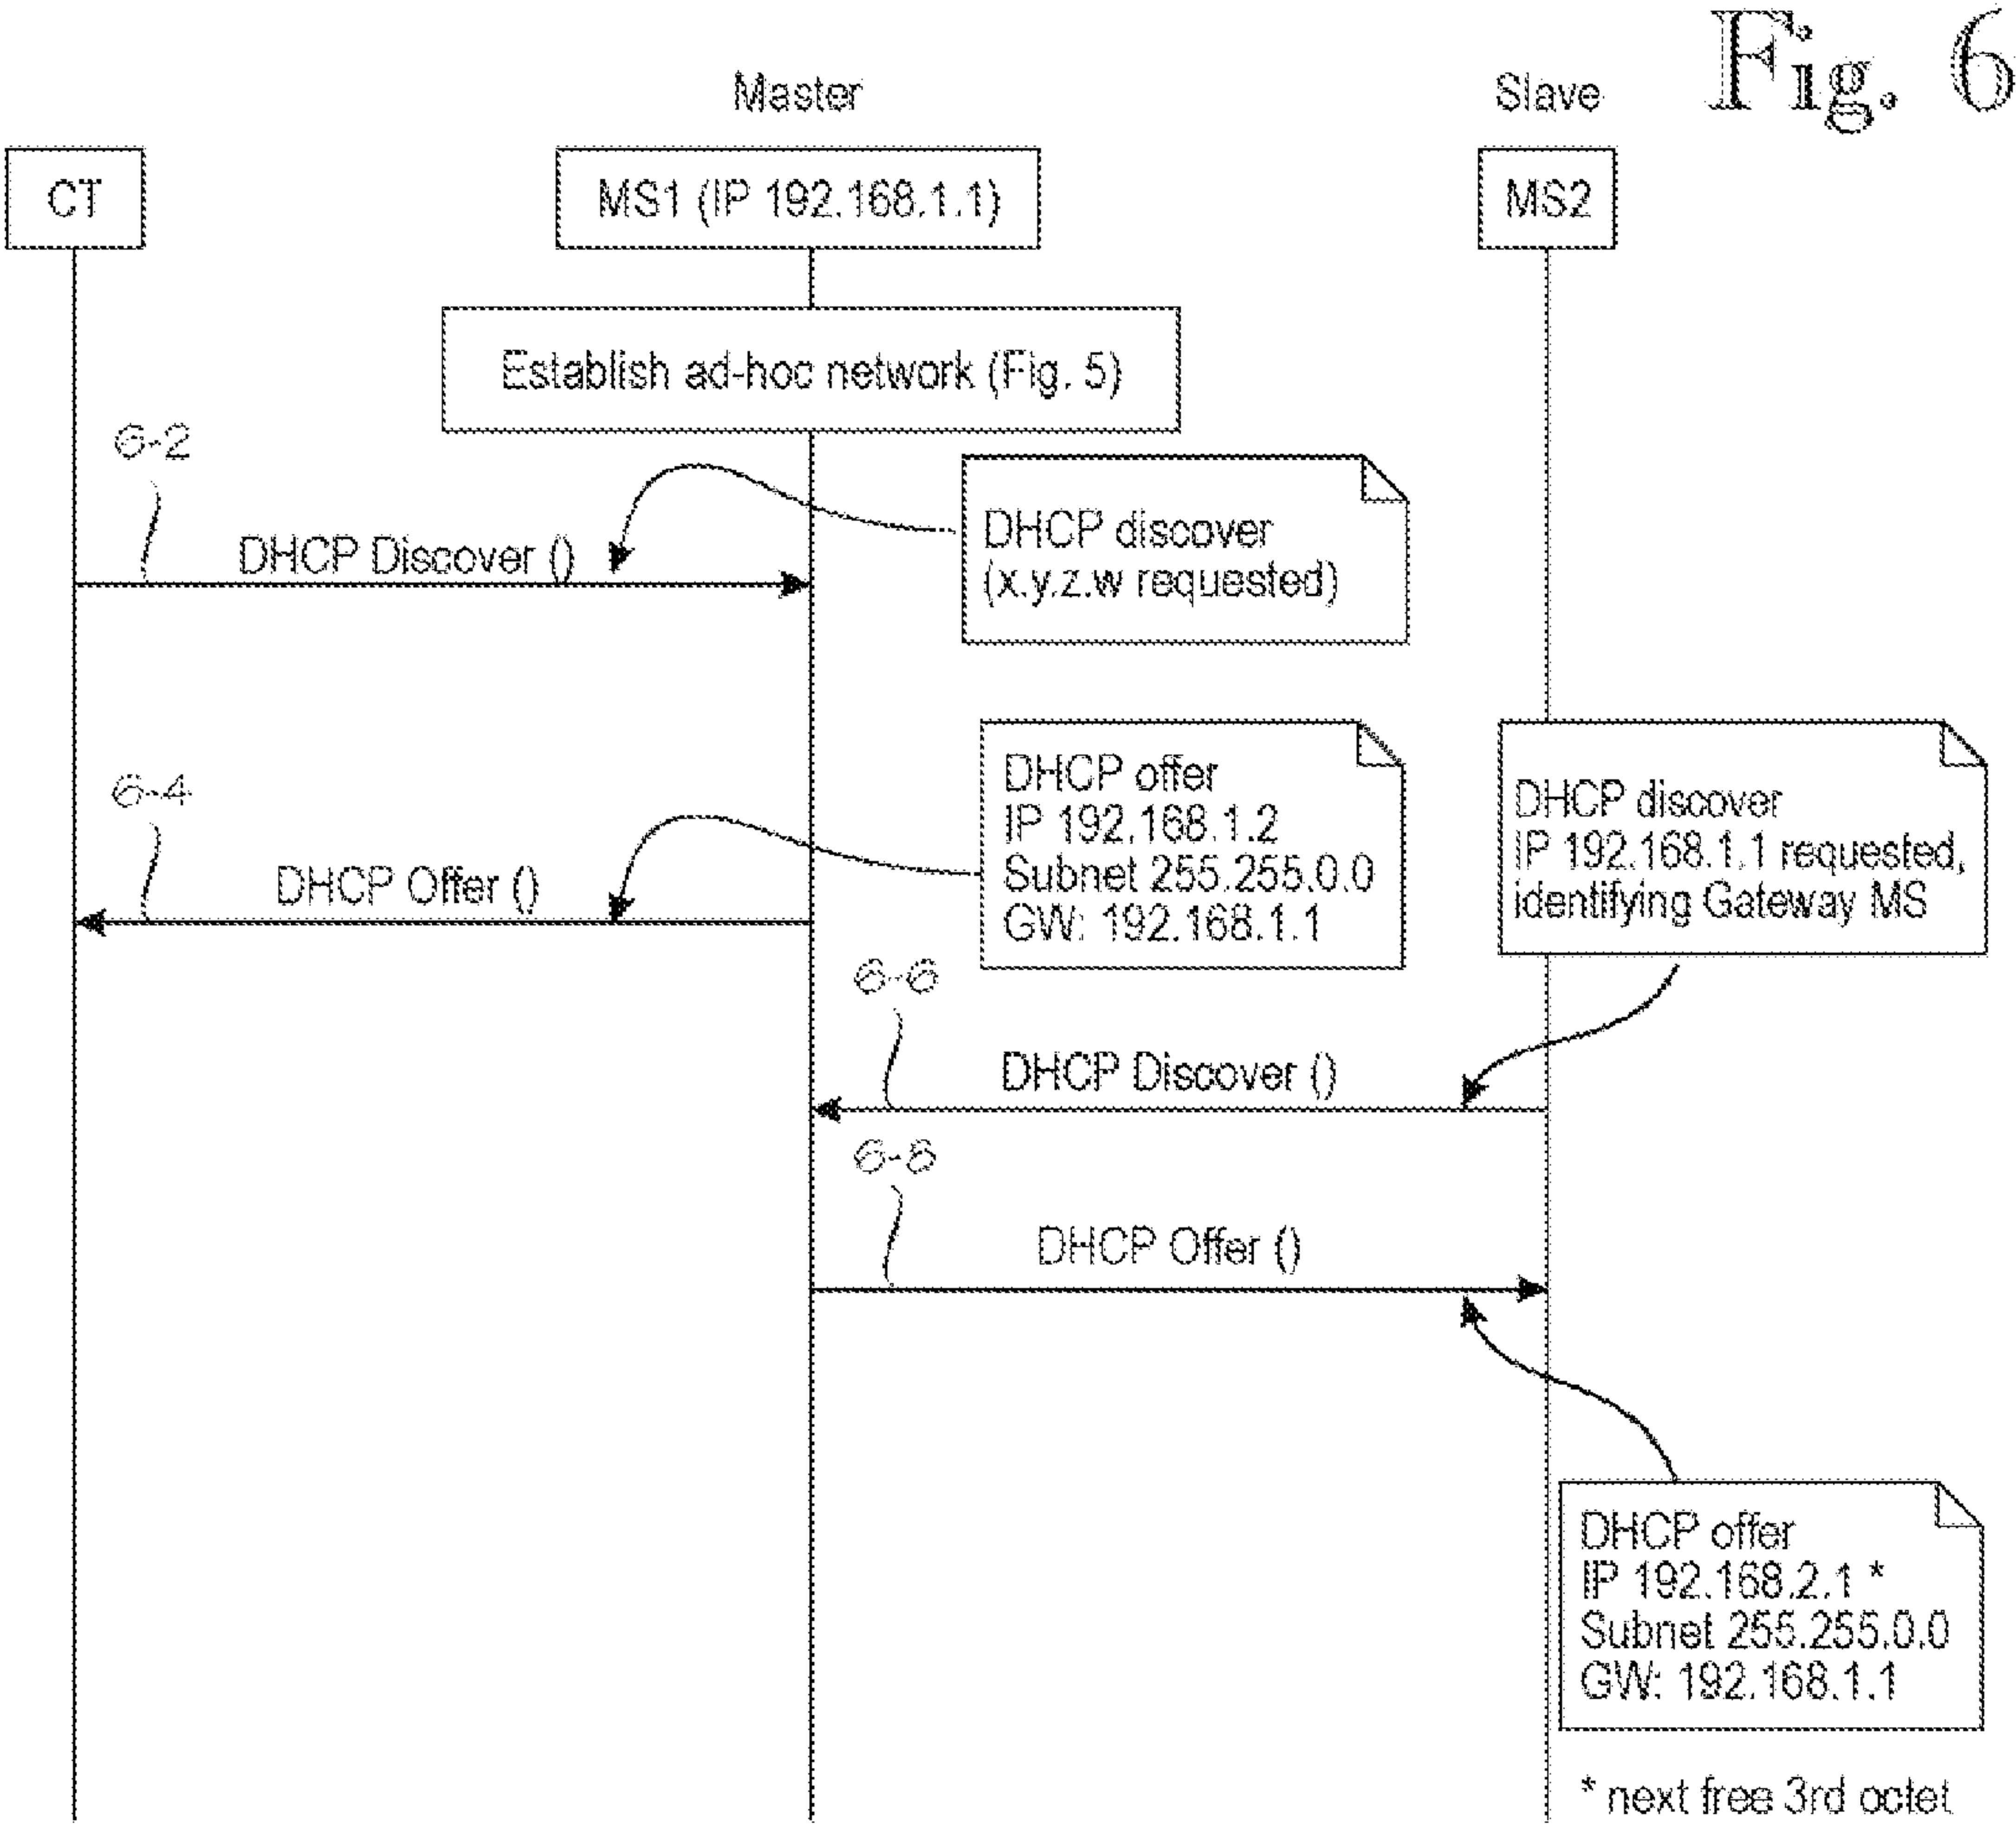 Fig. 6
Master
Slave
CT
MS1 (IP 192.168.1.1)
MS2
Establish ad-hoc network (Fig. 5)
6-2
DHCP Discover ()
DHCP discover
(x.y.z.w requested)
6-4
DHCP Offer ()
DHCP offer
IP 192.168.1.2
Subnet 255.255.0.0
GW: 192.168.1.1
DHCP discover
IP 192.168.1.1 requested,
identifying Gateway MS
6-6
DHCP Discover ()
6-8
DHCP Offer ()
DHCP offer
IP 192.168.2.1 *
Subnet 255.255.0.0
GW: 192.168.1.1
* next free 3rd octet